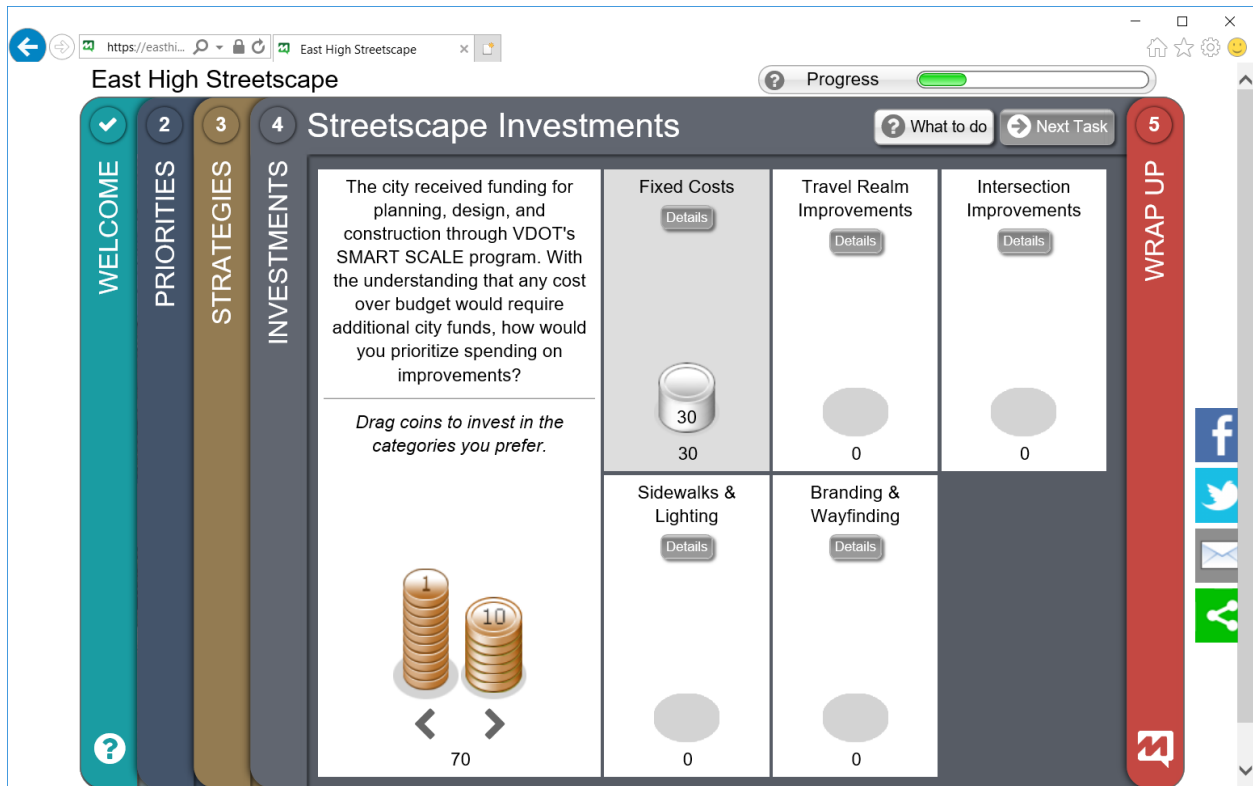 https://easthi...
East High Streetscape
East High Streetscape
? Progress
2
3
4
Streetscape Investments
? What to do
Next Task
5
WELCOME
PRIORITIES
STRATEGIES
INVESTMENTS
The city received funding for
planning, design, and
construction through VDOT's
SMART SCALE program. With
the understanding that any cost
over budget would require
additional city funds, how would
you prioritize spending on
improvements?
Drag coins to invest in the
categories you prefer.
1
10
70
Fixed Costs
Details
30
30
Travel Realm
Improvements
Details
0
Intersection
Improvements
Details
0
Sidewalks &
Lighting
Details
0
Branding &
Wayfinding
Details
0
WRAP UP
f
?